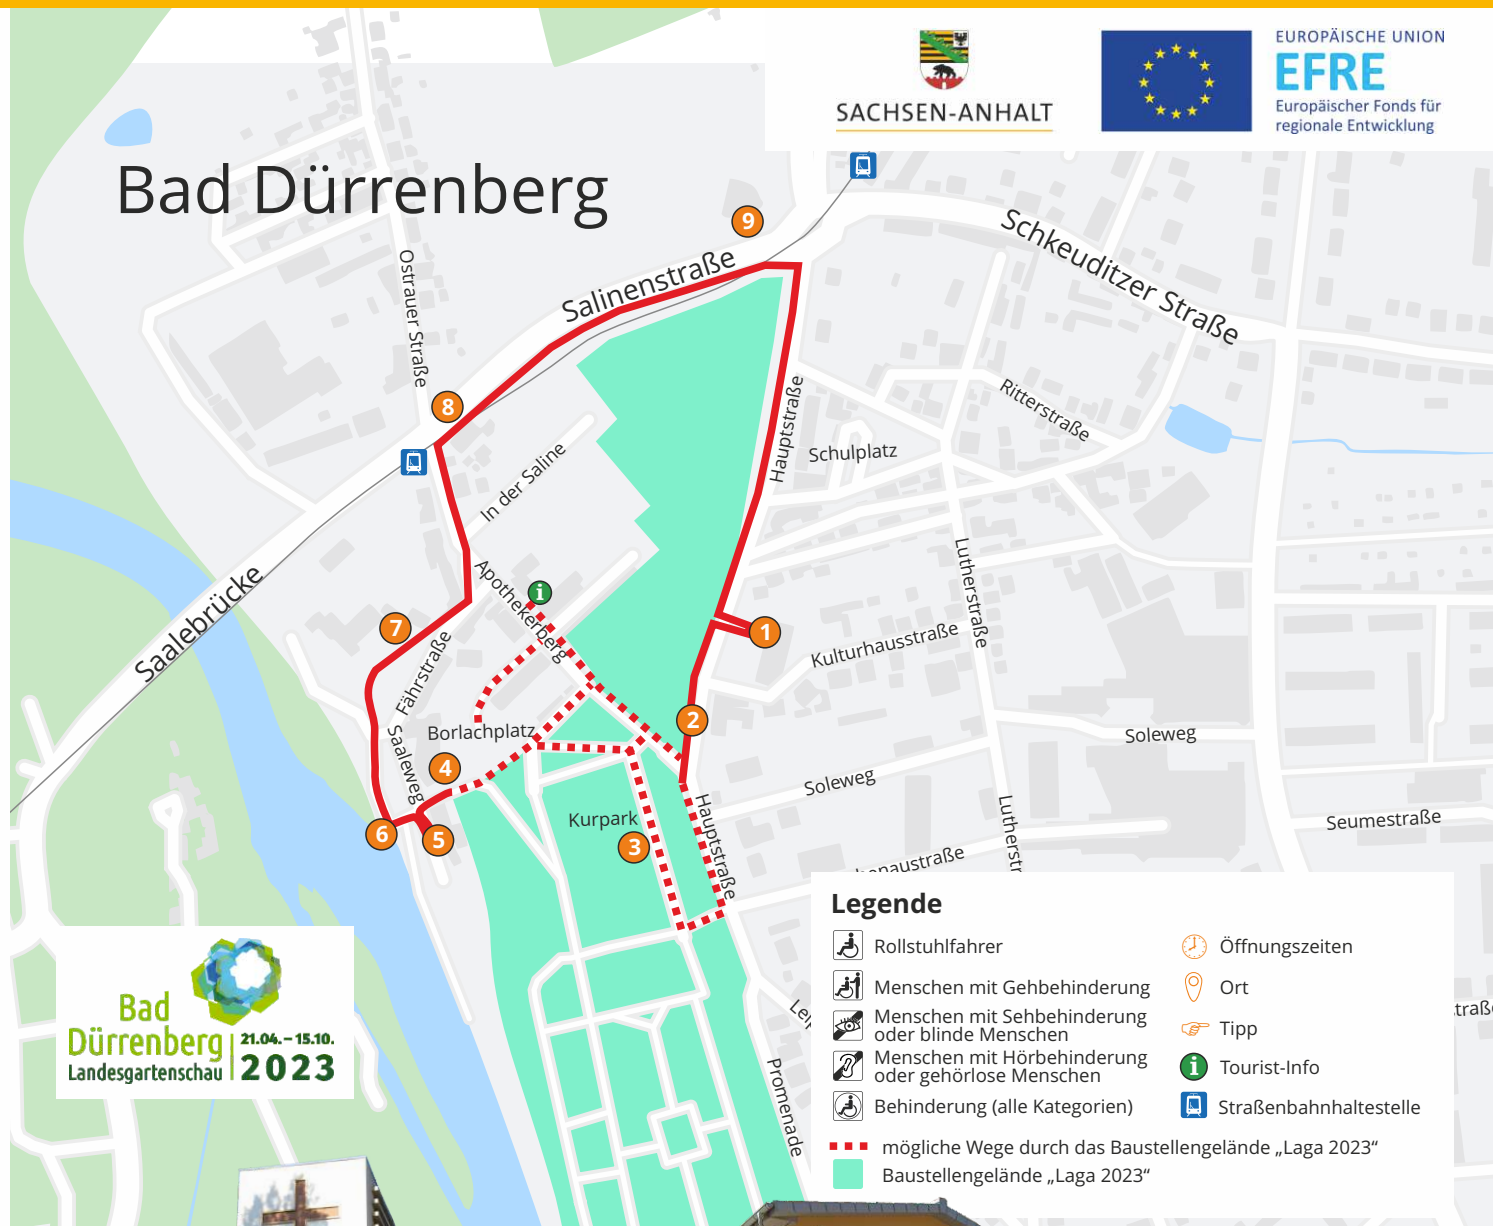 EUROPÄISCHE UNION
EFRE
Europäischer Fonds für
regionale Entwicklung
SACHSEN-ANHALT
Bad Dürrenberg
9
Schkeuditzer Straße
Ostrauer Straße
Salinenstraße
8
Hauptstraße
Ritterstraße
Schulplatz
In der Saline
Lutherstraße
Apothekerberg
i
Saalebrücke
7
1
Kulturhausstraße
Fährstraße
2
Borlachplatz
Soleweg
Saaleweg
4
Soleweg
Hauptstraße
Kurpark
3
6
5
Seumestraße
Lutherstr
enaustraße
Legende
Rollstuhlfahrer
Menschen mit Gehbehinderung
Menschen mit Sehbehinderung
oder blinde Menschen
Menschen mit Hörbehinderung
oder gehörlose Menschen
Behinderung (alle Kategorien)
Öffnungszeiten
Ort
Tipp
i
Tourist-Info
Straßenbahnhaltestelle
mögliche Wege durch das Baustellengelände „Laga 2023“
Baustellengelände „Laga 2023“
Promenade
Bad
Dürrenberg
Landesgartenschau
21.04. – 15.10.
2023